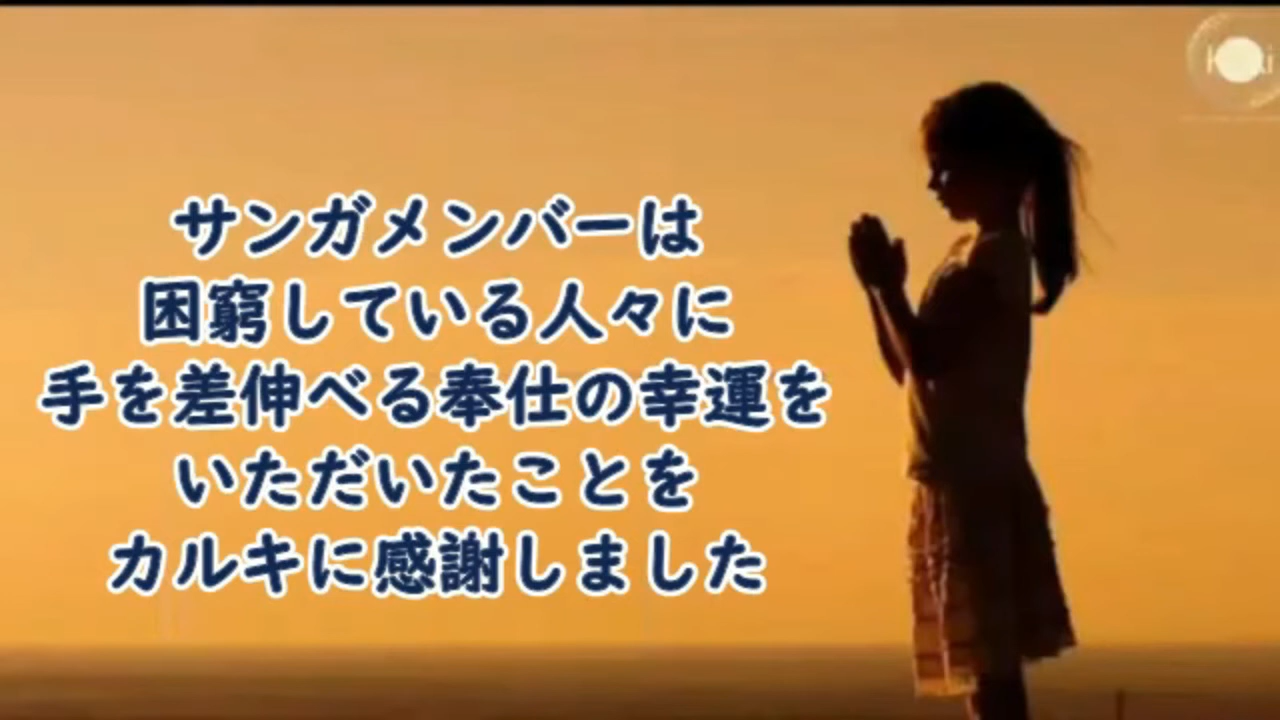 サンガメンバーは
困窮している人々に
手を差伸べる奉仕の幸運を
いただいたことを
カルキに感謝しました